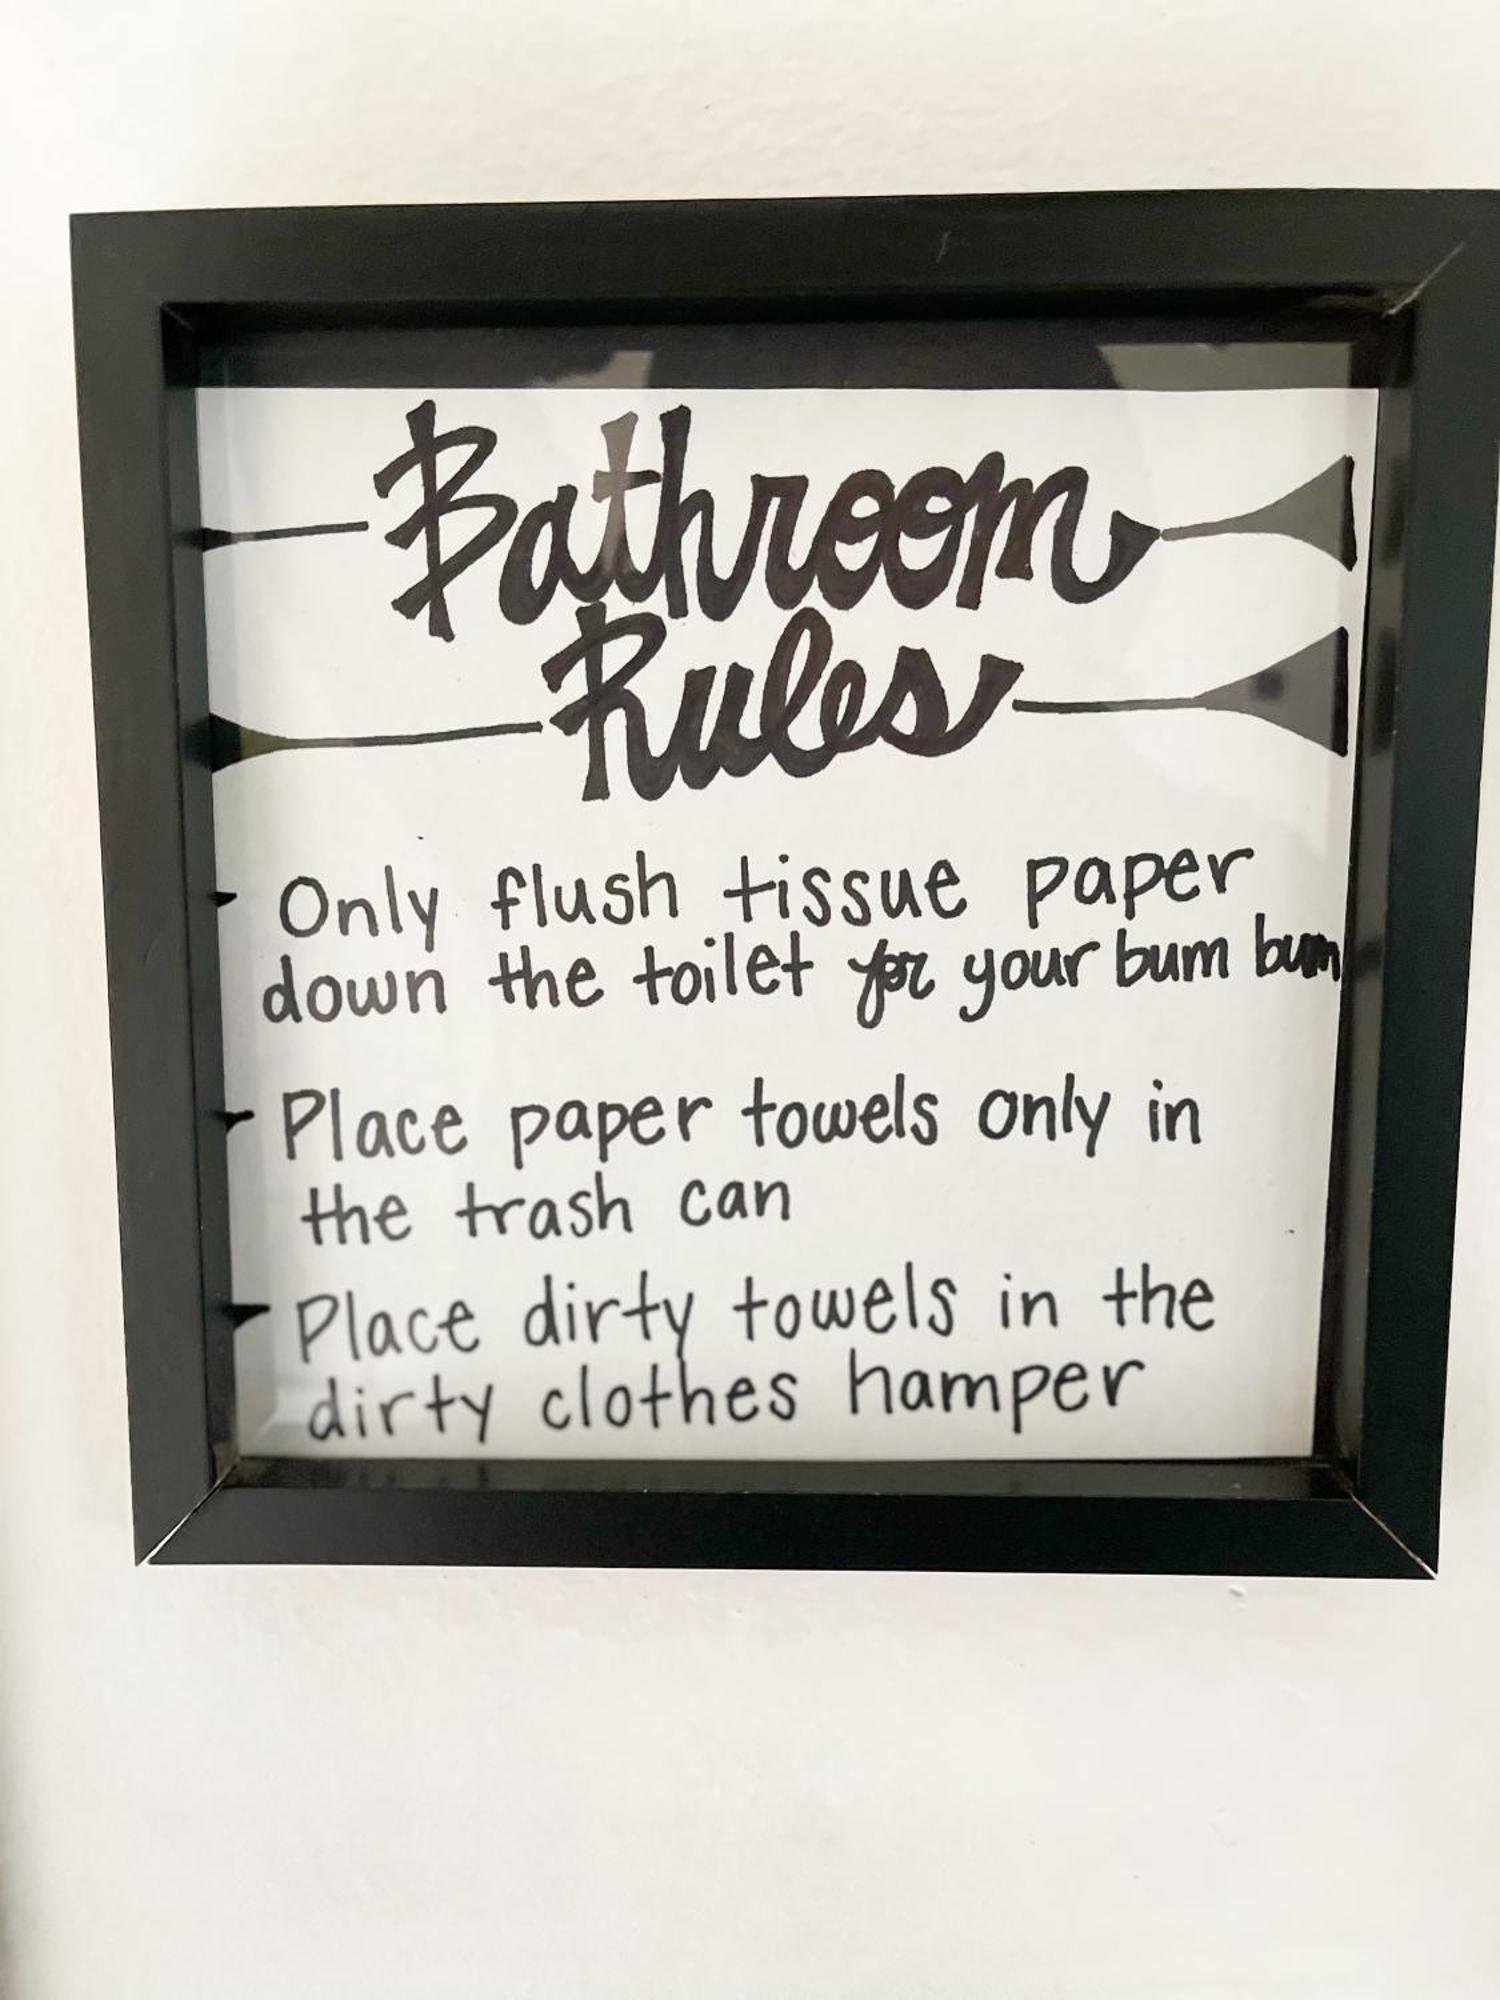 Bathroom
Rules
- Only flush tissue paper
down the toilet for your bum bum
- Place paper towels only in
the trash can
- Place dirty towels in the
dirty clothes hamper